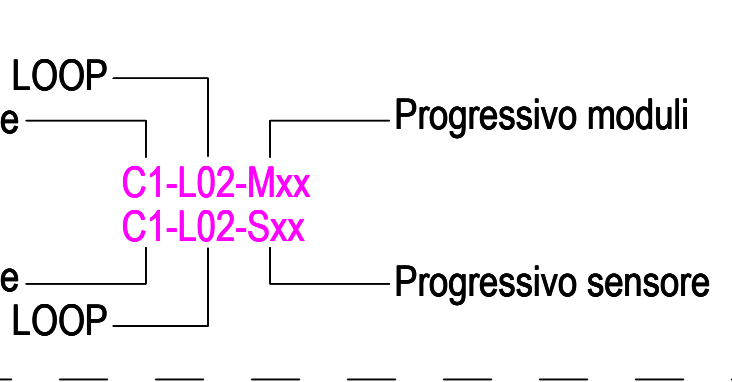 LOOP
e
Progressivo moduli
C1-L02-Mxx
C1-L02-Sxx
e
Progressivo sensore
LOOP